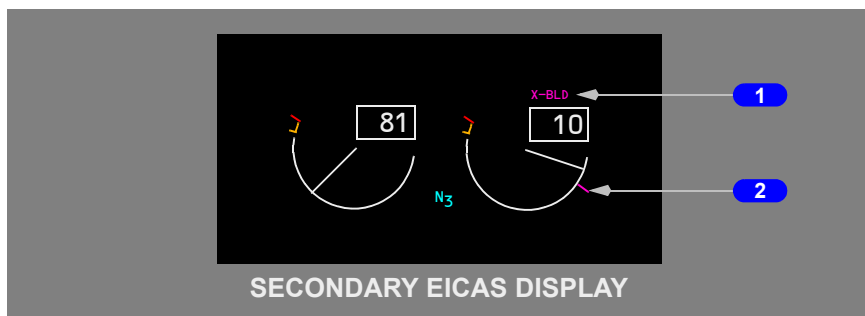 X-BLD
1
81
10
2
N3
SECONDARY EICAS DISPLAY